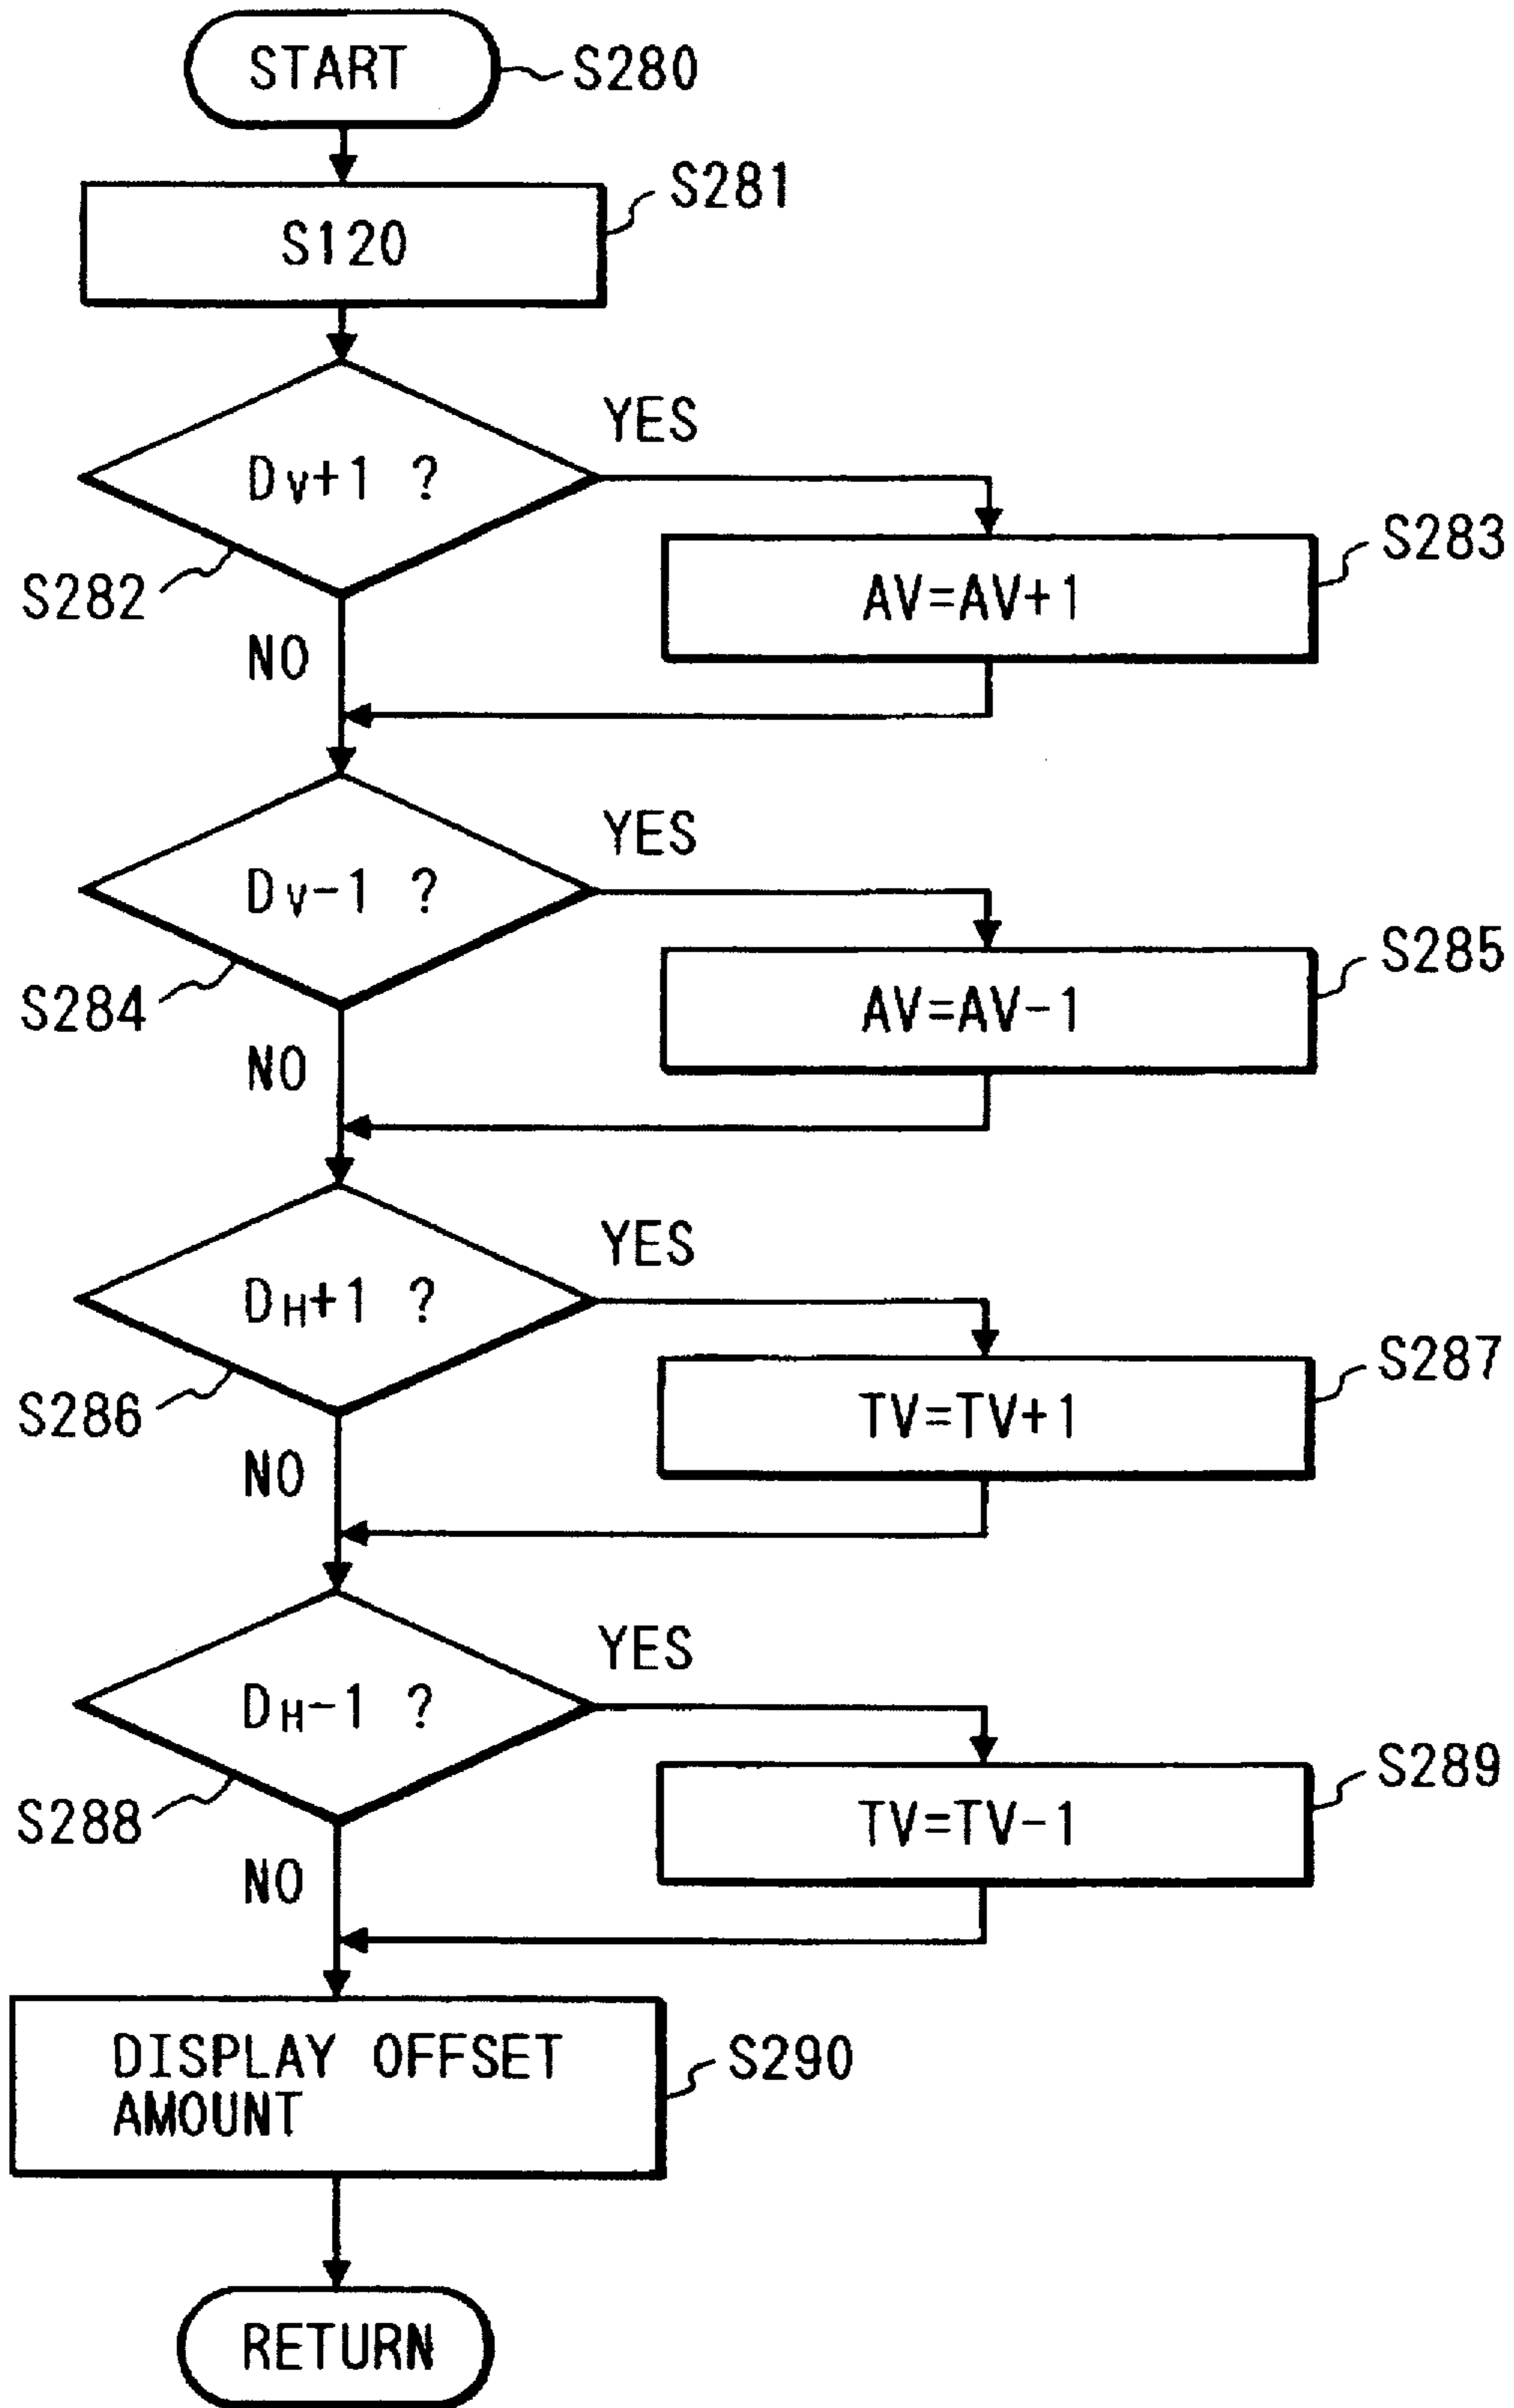 START
S280
S281
S120
YES
Dv+1 ?
S283
S282
AV=AV+1
NO
YES
Dv-1 ?
S285
S284
AV=AV-1
NO
YES
DH+1 ?
S287
S286
TV=TV+1
NO
YES
DH-1 ?
S289
S288
TV=TV-1
NO
DISPLAY OFFSET
AMOUNT
S290
RETURN